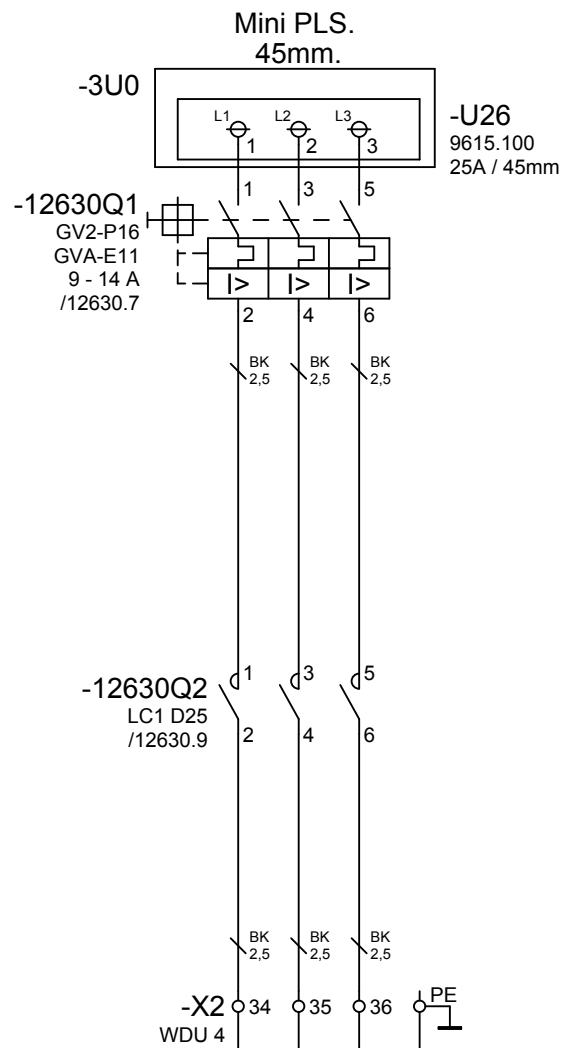 Mini PLS.
45mm.
-3U0
L1 L2 L3
1 2 3
-U26
9615.100
25A / 45mm
1 3 5
-12630Q1
GV2-P16
GVA-E11
9 - 14 A
/12630.7
I> I> I>
2 4 6
BK BK BK
2,5 2,5 2,5
1 3 5
-12630Q2
LC1 D25
/12630.9
2 4 6
BK BK BK
2,5 2,5 2,5
-X2 34 35 36 PE
WDU 4